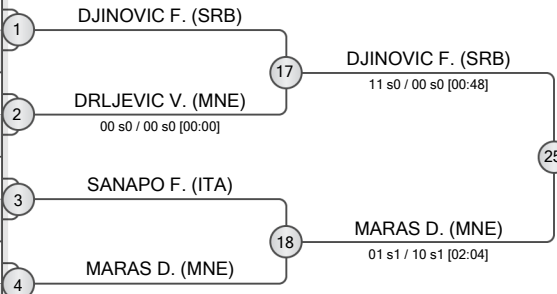 DJINOVIC F. (SRB)
1
17
DJINOVIC F. (SRB)
11 s0 / 00 s0 [00:48]
DRLJEVIC V. (MNE)
2
00 s0 / 00 s0 [00:00]
25
SANAPO F. (ITA)
3
18
MARAS D. (MNE)
01 s1 / 10 s1 [02:04]
MARAS D. (MNE)
4